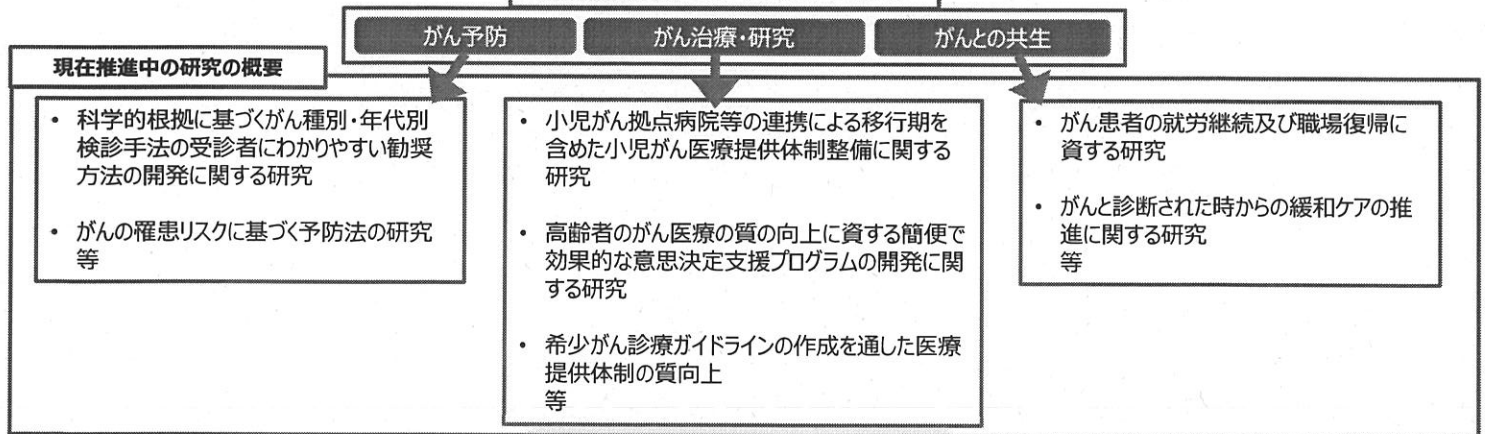 がん予防
がん治療・研究
がんとの共生
現在推進中の研究の概要
• 科学的根拠に基づくがん種別・年代別
検診手法の受診者にわかりやすい勧奨
方法の開発に関する研究
• がんの罹患リスクに基づく予防法の研究
等
• 小児がん拠点病院等の連携による移行期を
含めた小児がん医療提供体制整備に関する
研究
• 高齢者のがん医療の質の向上に資する簡便で
効果的な意思決定支援プログラムの開発に関
する研究
• 希少がん診療ガイドラインの作成を通した医療
提供体制の質向上
等
• がん患者の就労継続及び職場復帰に
資する研究
• がんと診断された時からの緩和ケアの推
進に関する研究
等